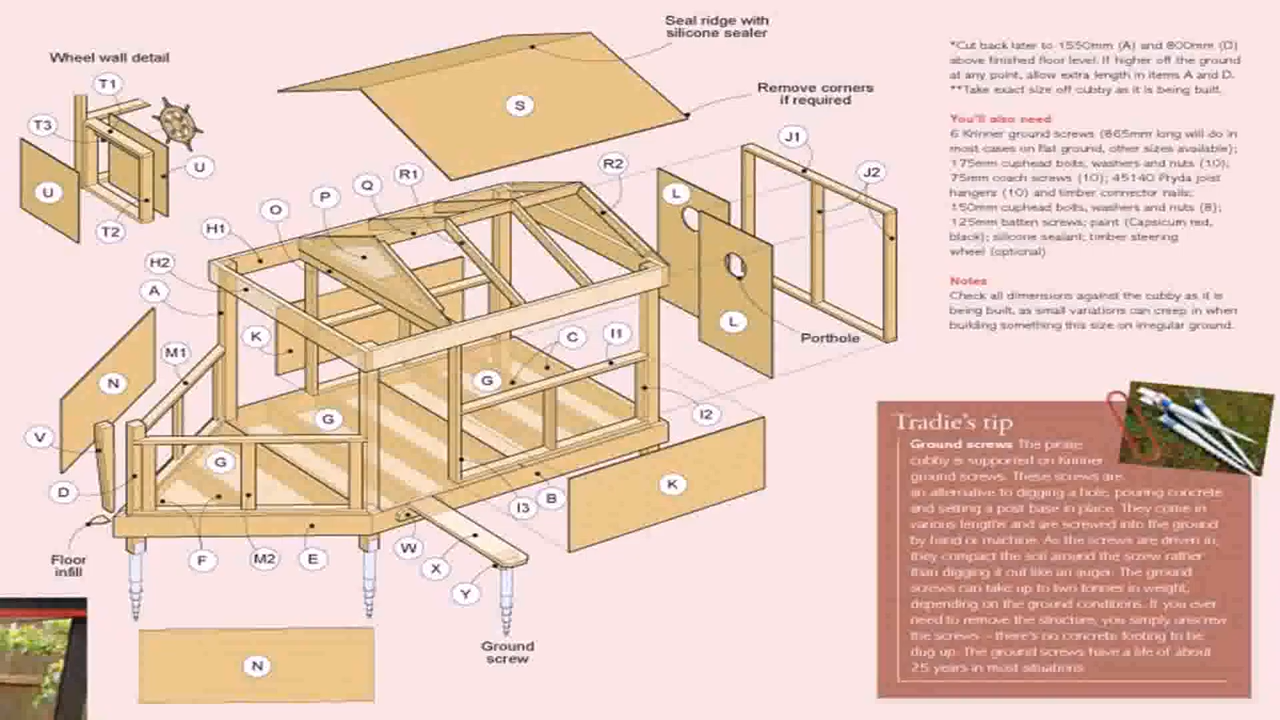 Wheel wall detail
T1
T3
U
U
T2
Seal ridge with
silicone sealer
S
Remove corners
if required
J1
J2
R2
R1
Q
P
O
H1
H2
A
L
L
Porthole
K
C
I1
G
G
G
M1
N
V
D
I2
K
B
I3
W
X
Y
E
M2
F
Floor
infill
Ground
screw
N
*Cut back later to 1550mm (A) and 800mm (D)
above finished floor level. If higher off the ground
at any point, allow extra length in items A and D.
**Take exact size off cubby as it is being built.
You'll also need
6 Krinner ground screws (865mm long will do in
most cases on flat ground, other sizes available);
175mm cuphead bolts, washers and nuts (10);
75mm coach screws (10); 45140 Pryda joist
hangers (10) and timber connector nails;
150mm cuphead bolts, washers and nuts (8);
125mm batten screws; paint (Capsicum red,
black); silicone sealant; timber steering
wheel (optional)
Notes
Check all dimensions against the cubby as it is
being built, as small variations can creep in when
building something this size on irregular ground.
Tradie's tip
Ground screws The pirate
cubby is supported on Krinner
ground screws. These screws are
an alternative to digging a hole, pouring concrete
and setting a post base in place. They come in
various lengths and are screwed into the ground
by hand or machine. As the screws are driven in,
they compact the soil around the screw rather
than digging it out like an auger. The ground
screws can take up to two tonnes in weight,
depending on the ground conditions. If you ever
need to remove the structure, you simply unscrew
the screws – there's no concrete footing to be
dug up. The ground screws have a life of about
25 years in most situations